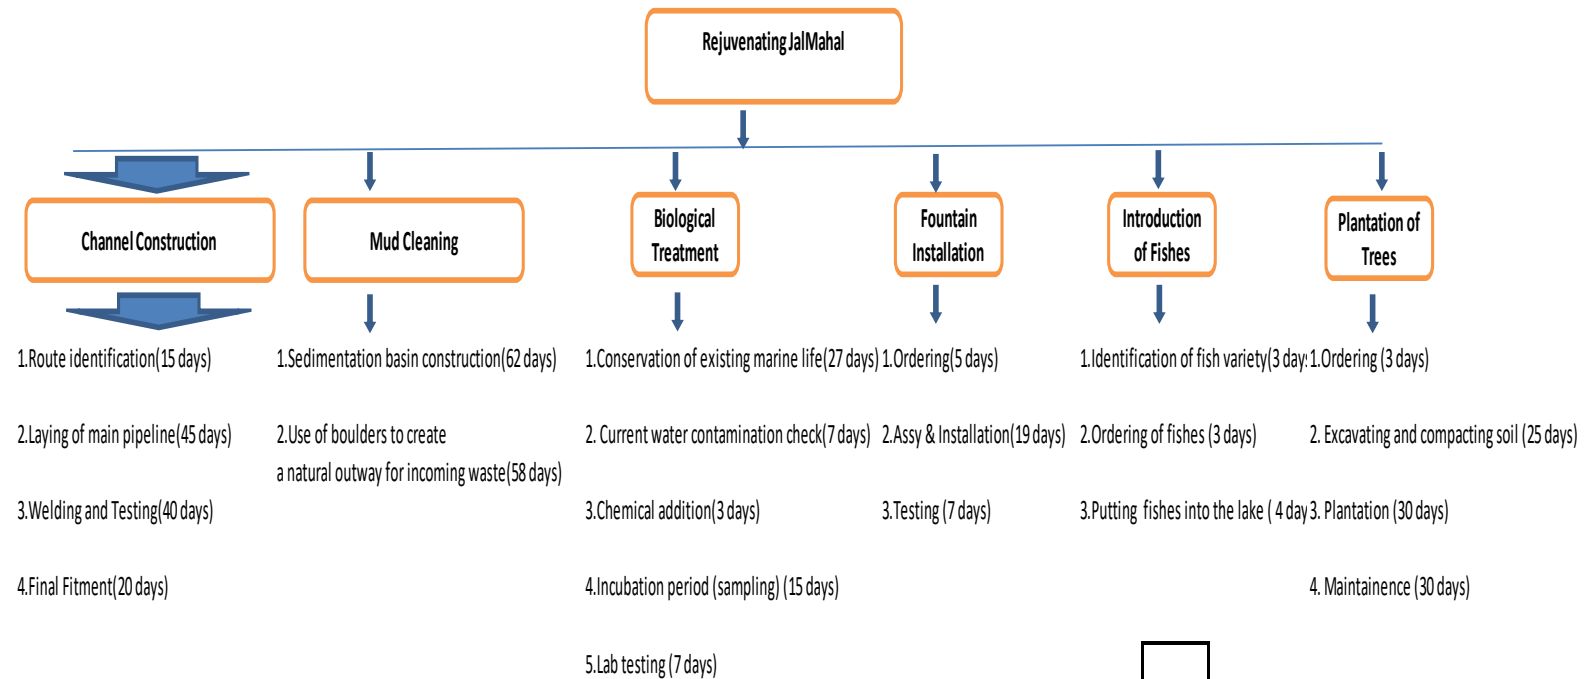 Rejuvenating JalMahal
Channel Construction
Mud Cleaning
Biological
Treatment
Fountain
Installation
Introduction
of Fishes
Plantation of
Trees
1.Route identification(15 days)
2.Laying of main pipeline(45 days)
3.Welding and Testing(40 days)
4.Final Fitment(20 days)
1.Sedimentation basin construction(62 days)
2.Use of boulders to create
a natural outway for incoming waste(58 days)
1.Conservation of existing marine life(27 days)
2. Current water contamination check(7 days)
3.Chemical addition(3 days)
4.Incubation period (sampling) (15 days)
5.Lab testing (7 days)
1.Ordering(5 days)
2.Assy & Installation(19 days)
3.Testing (7 days)
1.Identification of fish variety(3 day
2.Ordering of fishes (3 days)
3.Putting fishes into the lake ( 4 day
1.Ordering (3 days)
2. Excavating and compacting soil (25 days)
3. Plantation (30 days)
4. Maintainence (30 days)